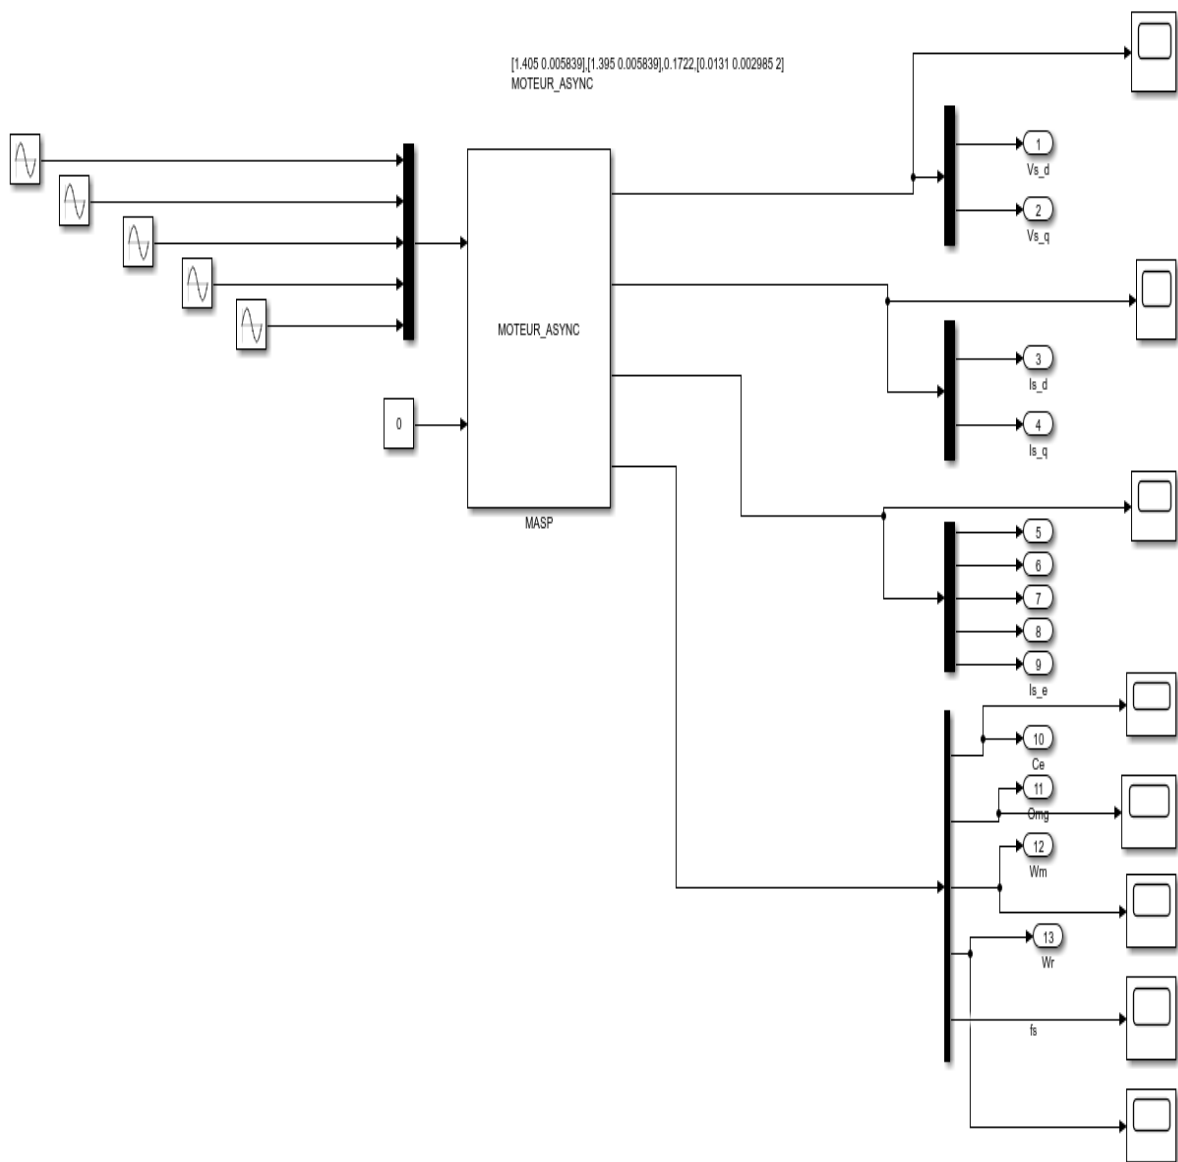 [1.405 0.005839],[1.395 0.005839],0.1722,[0.0131 0.002985 2]
MOTEUR_ASYNC
1
Vs_d
2
Vs_q
MOTEUR_ASYNC
3
Is_d
0
4
Is_q
MASP
5
6
7
8
9
Is_e
10
Ce
11
Omg
12
Wm
13
Wr
fs